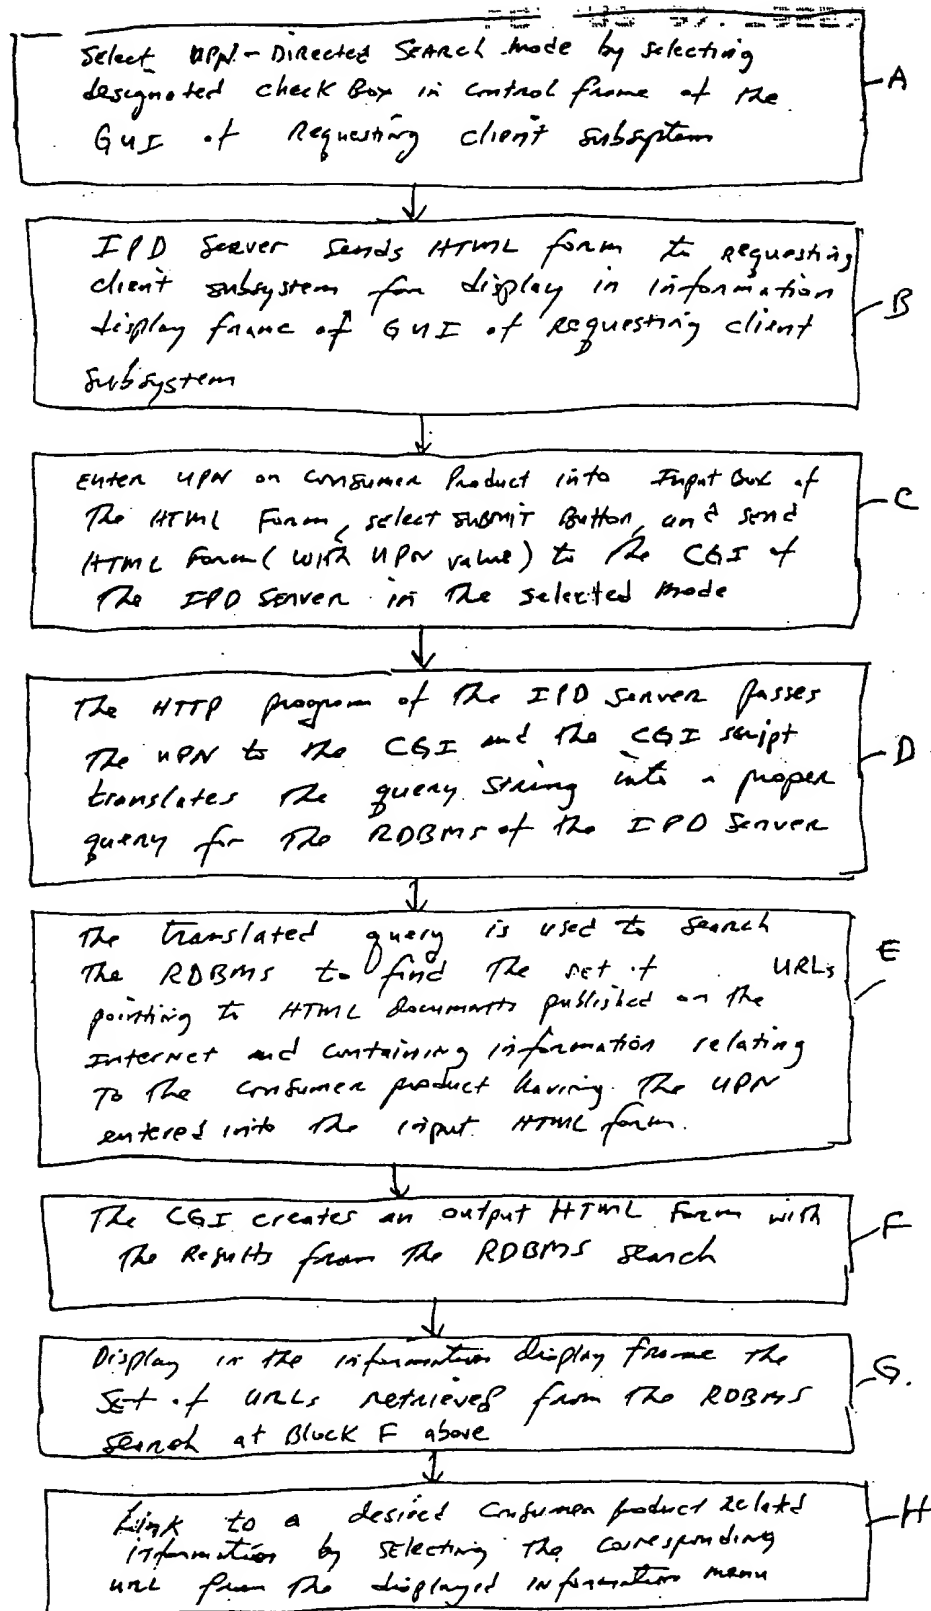 Select UPN-Directed Search mode by selecting
designated check Box in control frame of the
GUI of Requesting client subsystem
A
IPD Server sends HTML form to requesting
client subsystem for display in information
display frame of GUI of Requesting client
subsystem
B
Enter UPN on Consumer Product into Input Box of
The HTML Form, select SUBMIT Button, and send
HTML Form (with UPN value) to the CGI of
The IPD Server in the selected mode
C
The HTTP program of the IPD Server passes
The UPN to the CGI and the CGI script
translates the query string into a proper
query for the RDBMS of the IPD Server
D
The translated query is used to search
The RDBMS to find the set of URLs
pointing to HTML documents published on the
Internet and containing information relating
To the consumer product having the UPN
entered into the input HTML form.
E
The CGI creates an output HTML Form with
The Results from the RDBMS search
F
Display in the information display frame the
Set of URLs retrieved from the RDBMS
Search at Block F above
G.
Link to a desired Consumer product related
information by selecting the corresponding
URL from the displayed information menu
H